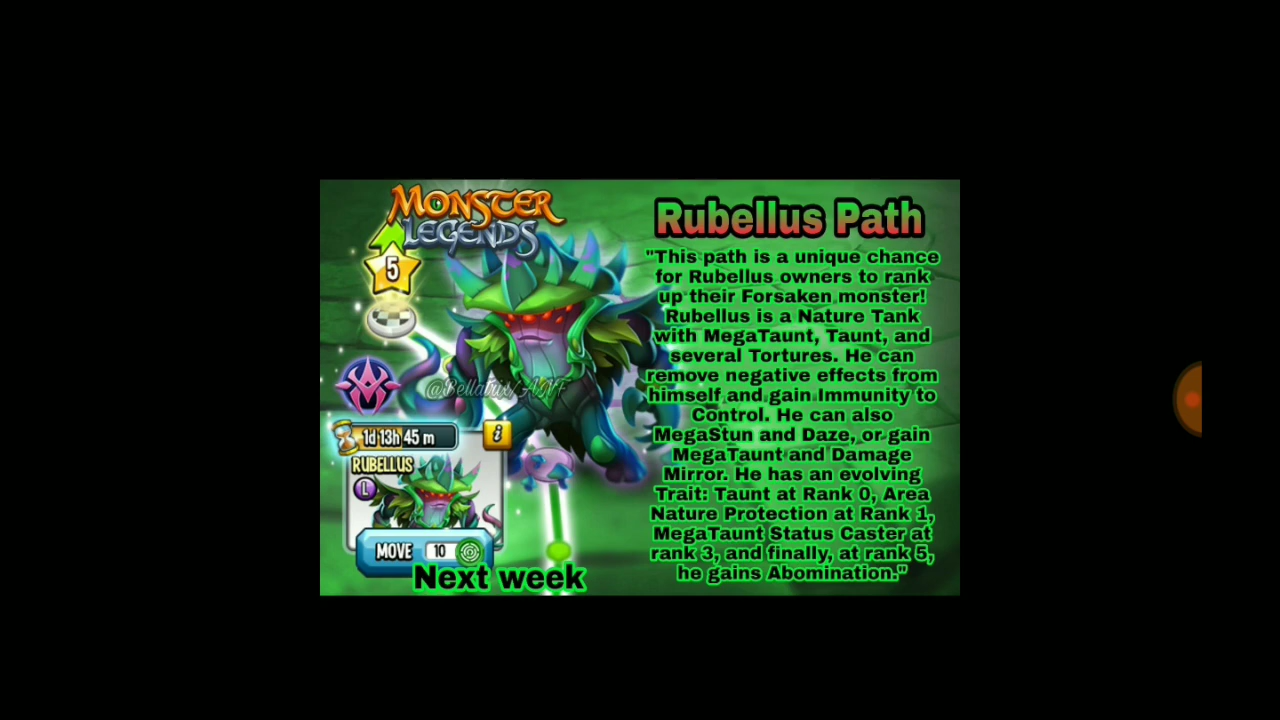 MONSTER
LEGENDS
5
1d 13h 45 m
i
RUBELLUS
L
MOVE 10
Next week
@Bellatrix/ANF
Rubellus Path
"This path is a unique chance
for Rubellus owners to rank
up their Forsaken monster!
Rubellus is a Nature Tank
with MegaTaunt, Taunt, and
several Tortures. He can
remove negative effects from
himself and gain Immunity to
Control. He can also
MegaStun and Daze, or gain
MegaTaunt and Damage
Mirror. He has an evolving
Trait: Taunt at Rank 0, Area
Nature Protection at Rank 1,
MegaTaunt Status Caster at
rank 3, and finally, at rank 5,
he gains Abomination."